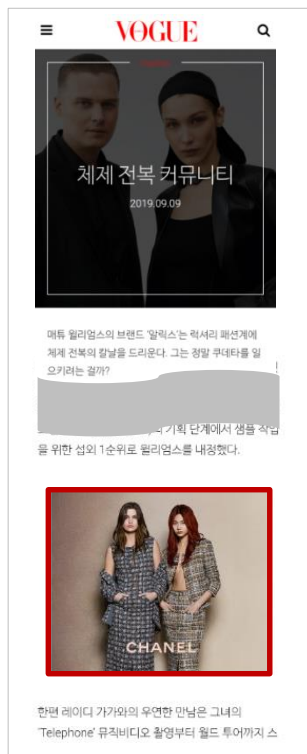 VOGUE
체제 전복 커뮤니티
2019.09.09
매튜 윌리엄스의 브랜드 '알릭스'는 럭셔리 패션계에
체제 전복의 칼날을 드리운다. 그는 정말 쿠데타를 일
으키려는 걸까?
기획 단계에서 샘플 작업
을 위한 섭외 1순위로 윌리엄스를 내정했다.
CHANEL
한편 레이디 가가와의 우연한 만남은 그녀의
'Telephone' 뮤직비디오 촬영부터 월드 투어까지 스